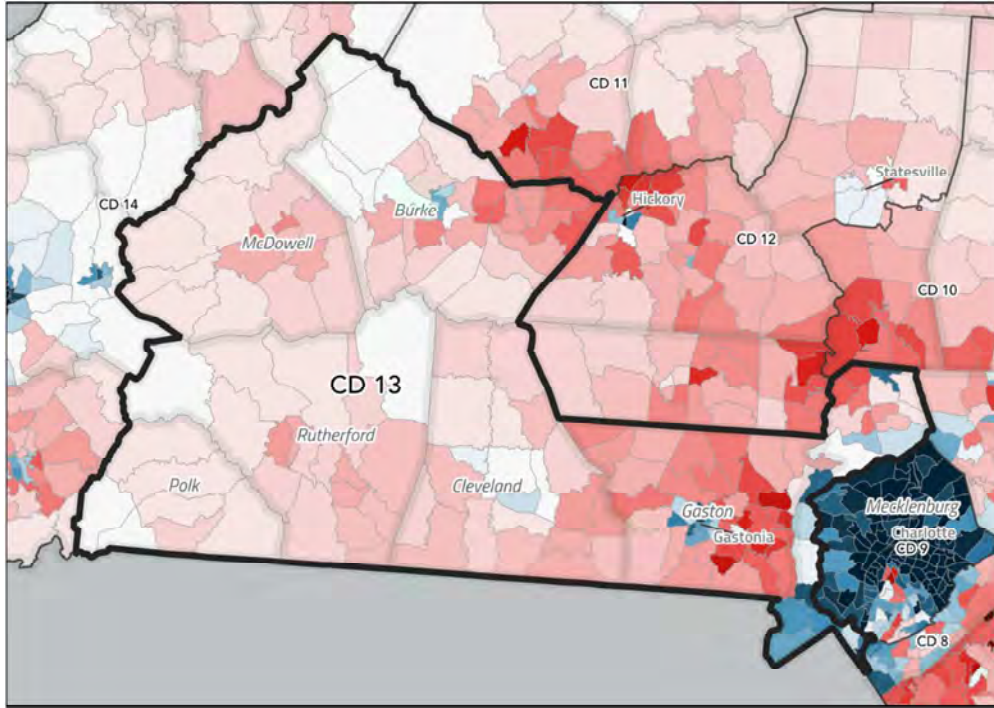 CD 11
Statesville
Hickory
CD 14
Burke
McDowell
CD 12
CD 10
CD 13
Rutherford
Polk
Cleveland
Gaston
Gastonia
Mecklenburg
Charlotte
CD 9
CD 8